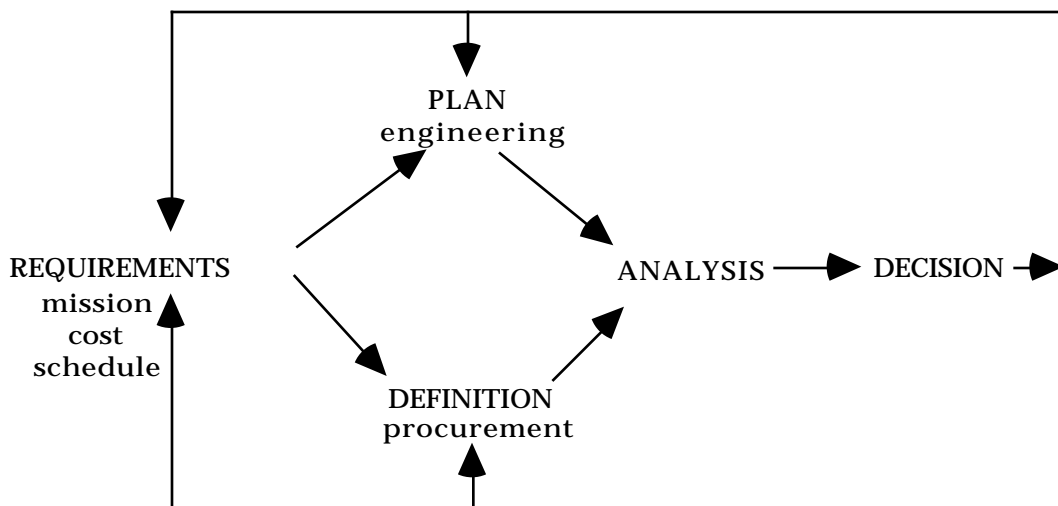 PLAN
engineering
REQUIREMENTS
mission
cost
schedule
ANALYSIS
DECISION
DEFINITION
procurement